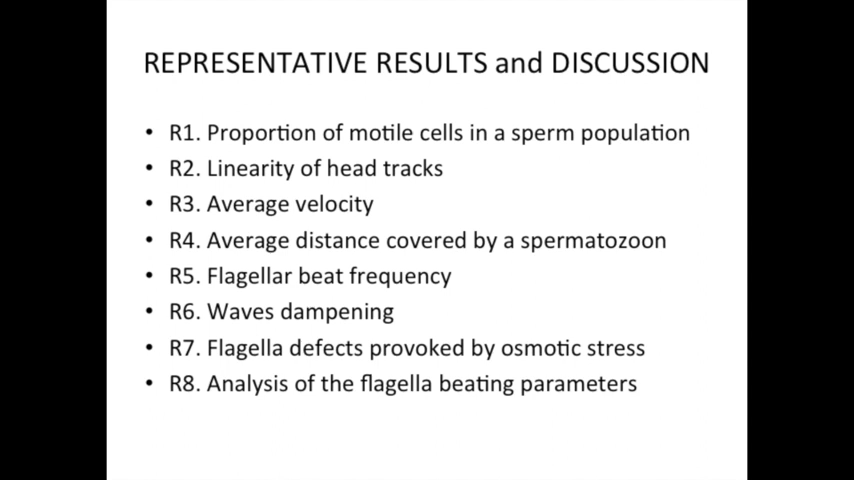 REPRESENTATIVE RESULTS and DISCUSSION
• R1. Proportion of motile cells in a sperm population
• R2. Linearity of head tracks
• R3. Average velocity
• R4. Average distance covered by a spermatozoon
• R5. Flagellar beat frequency
• R6. Waves dampening
• R7. Flagella defects provoked by osmotic stress
• R8. Analysis of the flagella beating parameters